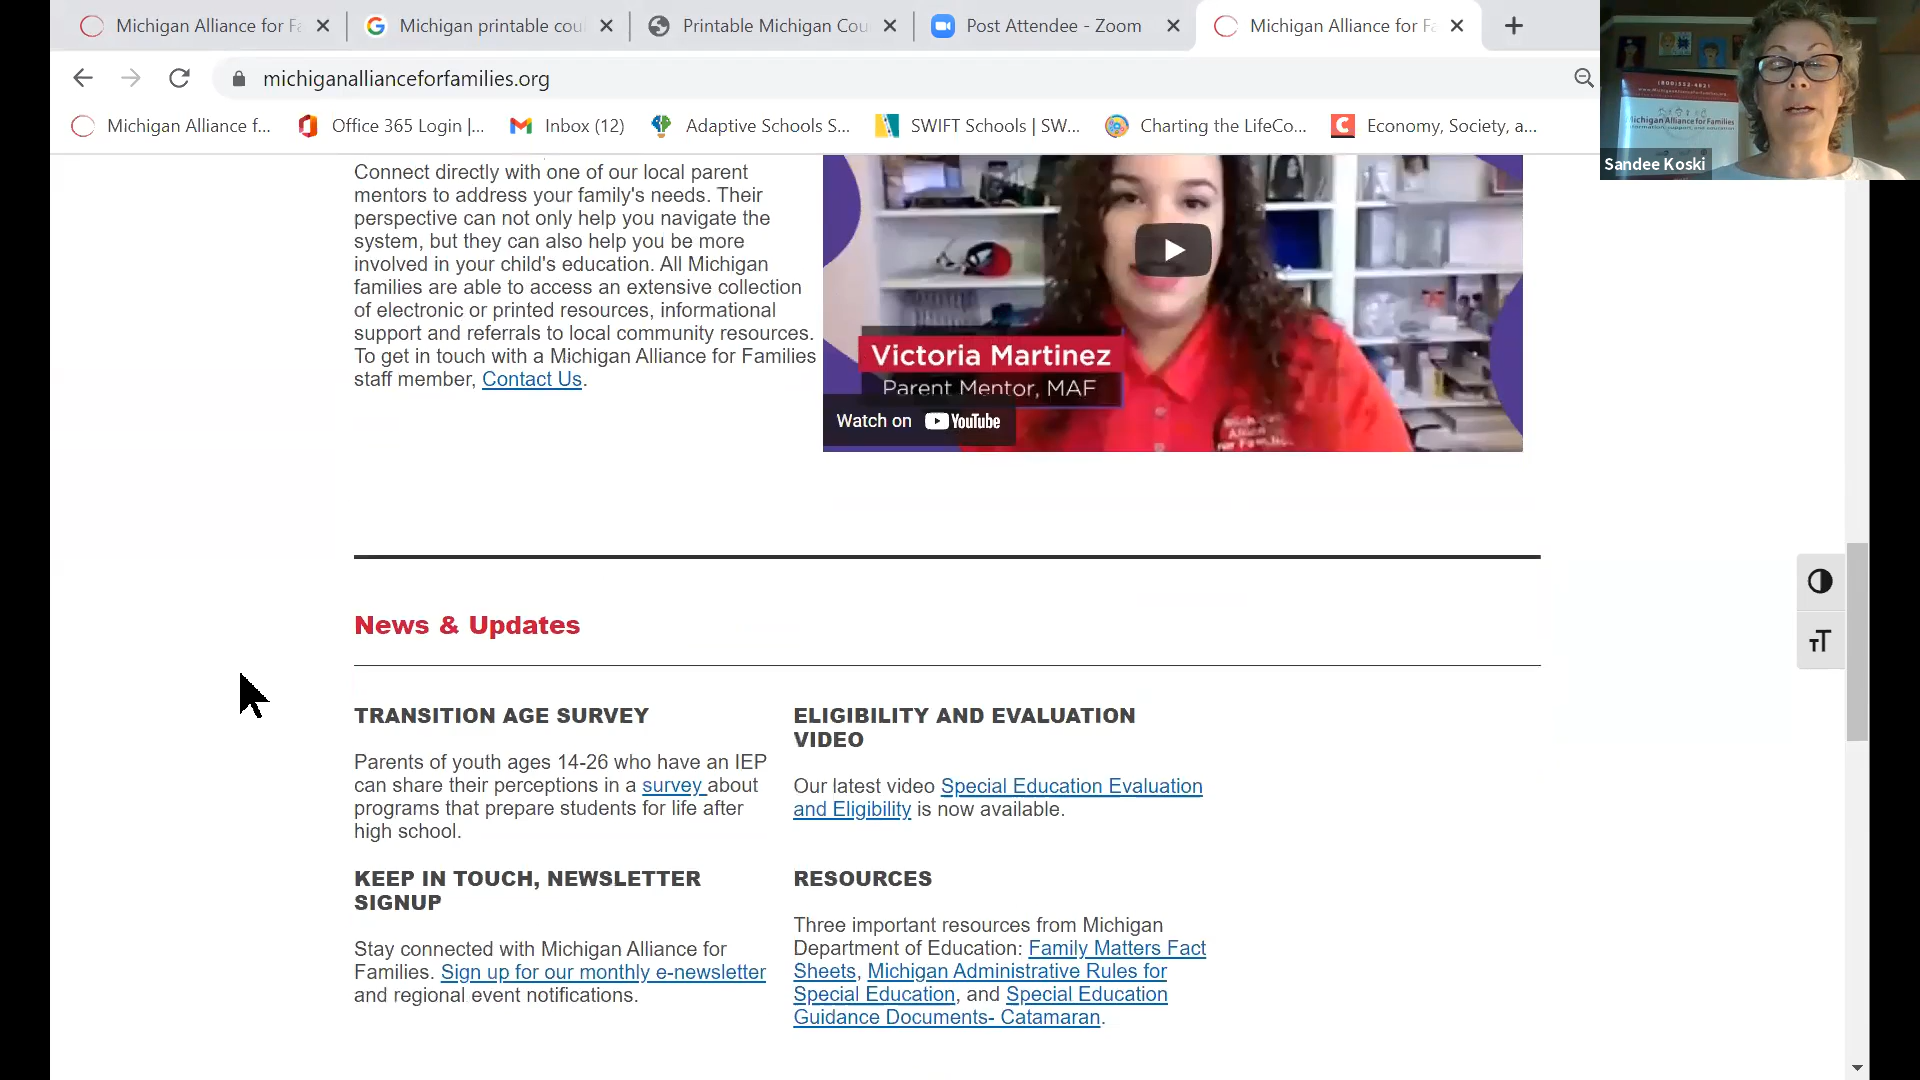 Michigan Alliance for Fa
Michigan printable cou
Printable Michigan Cou
Post Attendee - Zoom
Michigan Alliance for Fa
michiganallianceforfamilies.org
Michigan Alliance f...
Office 365 Login |...
Inbox (12)
Adaptive Schools S...
SWIFT Schools | SW...
Charting the LifeCo...
Economy, Society, a...
Michigan Alliance for Families
Sandee Koski
Connect directly with one of our local parent
mentors to address your family's needs. Their
perspective can not only help you navigate the
system, but they can also help you be more
involved in your child's education. All Michigan
families are able to access an extensive collection
of electronic or printed resources, informational
support and referrals to local community resources.
To get in touch with a Michigan Alliance for Families
staff member, Contact Us.
Victoria Martinez
Parent Mentor, MAF
Watch on YouTube
News & Updates
TRANSITION AGE SURVEY
Parents of youth ages 14-26 who have an IEP
can share their perceptions in a survey about
programs that prepare students for life after
high school.
ELIGIBILITY AND EVALUATION
VIDEO
Our latest video Special Education Evaluation
and Eligibility is now available.
KEEP IN TOUCH, NEWSLETTER
SIGNUP
Stay connected with Michigan Alliance for
Families. Sign up for our monthly e-newsletter
and regional event notifications.
RESOURCES
Three important resources from Michigan
Department of Education: Family Matters Fact
Sheets, Michigan Administrative Rules for
Special Education, and Special Education
Guidance Documents- Catamaran.